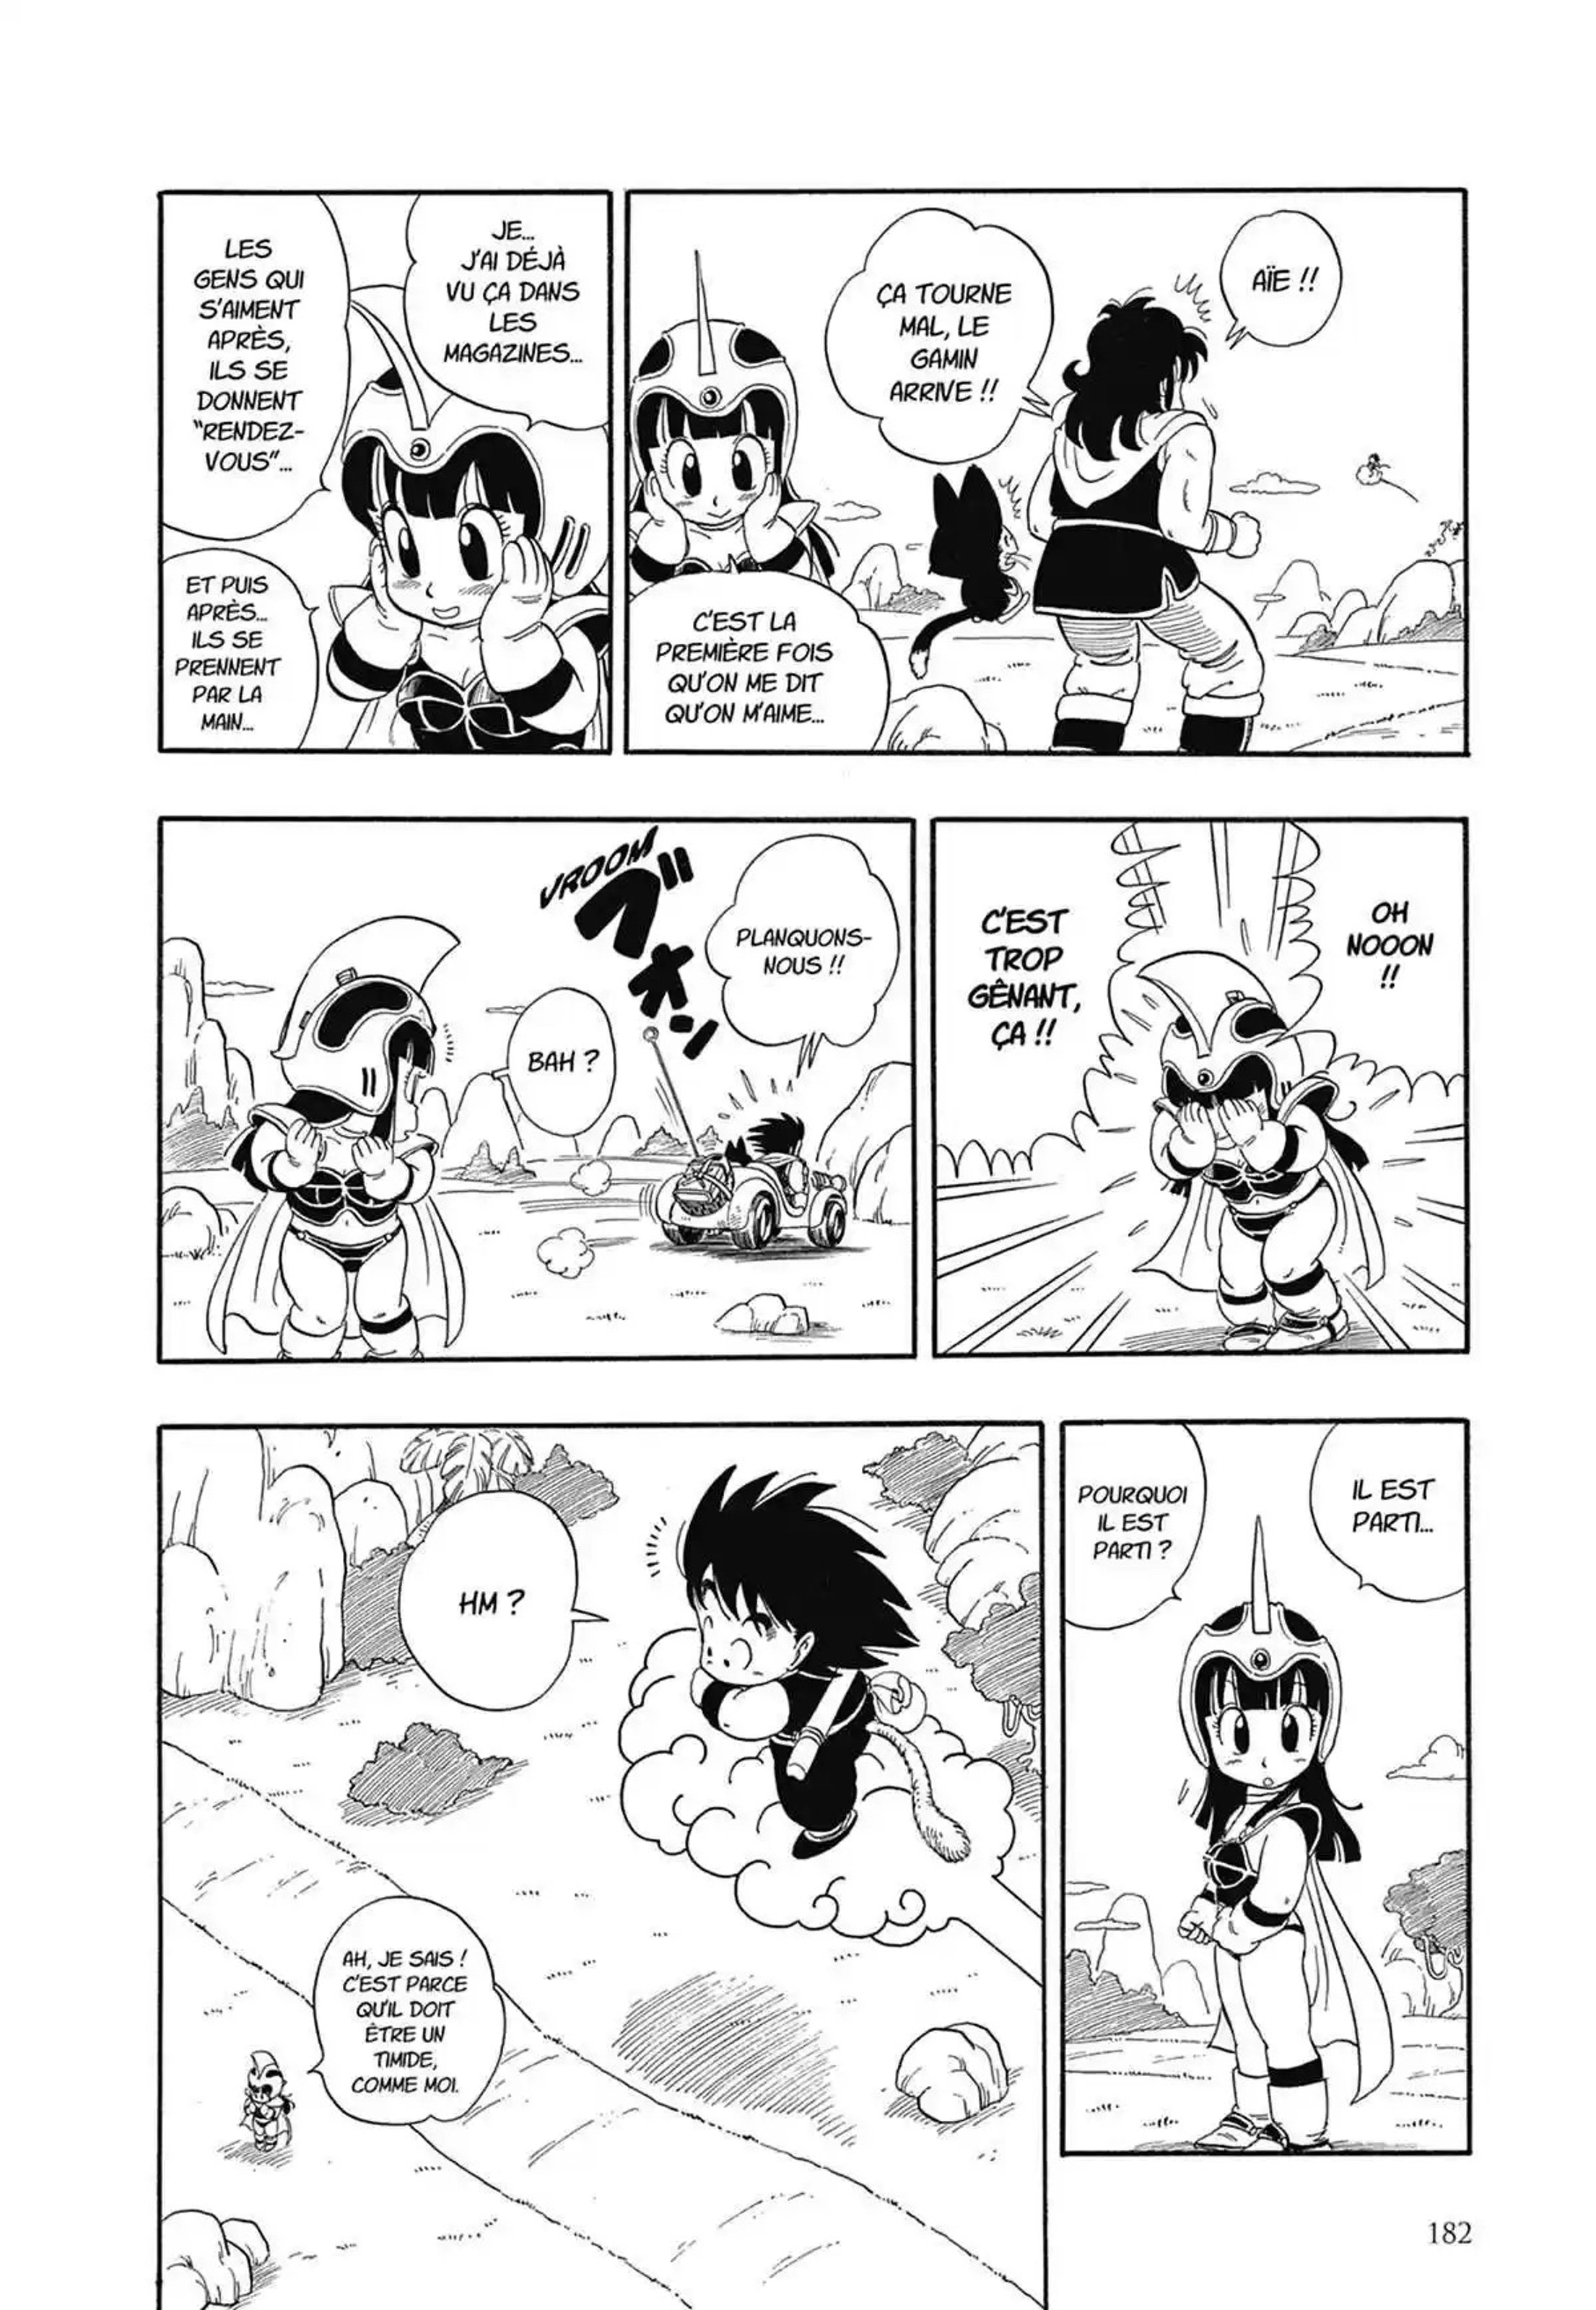 AÏE !!
ÇA TOURNE
MAL, LE
GAMIN
ARRIVE !!
C'EST LA
PREMIÈRE FOIS
QU'ON ME DIT
QU'ON M'AIME...
JE...
J'AI DÉJÀ
VU ÇA DANS
LES
MAGAZINES...
LES
GENS QUI
S'AIMENT
APRÈS,
ILS SE
DONNENT
"RENDEZ-
VOUS"...
ET PUIS
APRÈS...
ILS SE
PRENNENT
PAR LA
MAIN...
OH
NOOON
!!
C'EST
TROP
GÊNANT,
ÇA !!
PLANQUONS-
NOUS !!
VROOM
ブオン
BAH ?
IL EST
PARTI...
POURQUOI
IL EST
PARTI ?
HM ?
AH, JE SAIS !
C'EST PARCE
QU'IL DOIT
ÊTRE UN
TIMIDE,
COMME MOI.
182